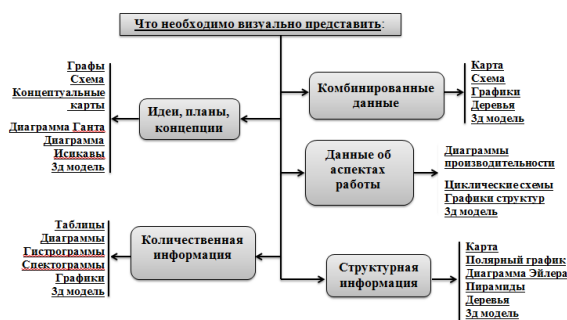 Что необходимо визуально представить:
Графы
Схема
Концептуальные
карты
Диаграмма Ганта
Диаграмма
Исикавы
3д модель
Идеи, планы,
концепции
Комбинированные
данные
Карта
Схема
Графики
Деревья
3д модель
Данные об
аспектах
работы
Диаграммы
производительности
Циклические схемы
Графики структур
3д модель
Таблицы
Диаграммы
Гистрограммы
Спектограммы
Графики
3д модель
Количественная
информация
Структурная
информация
Карта
Полярный график
Диаграмма Эйлера
Пирамиды
Деревья
3д модель